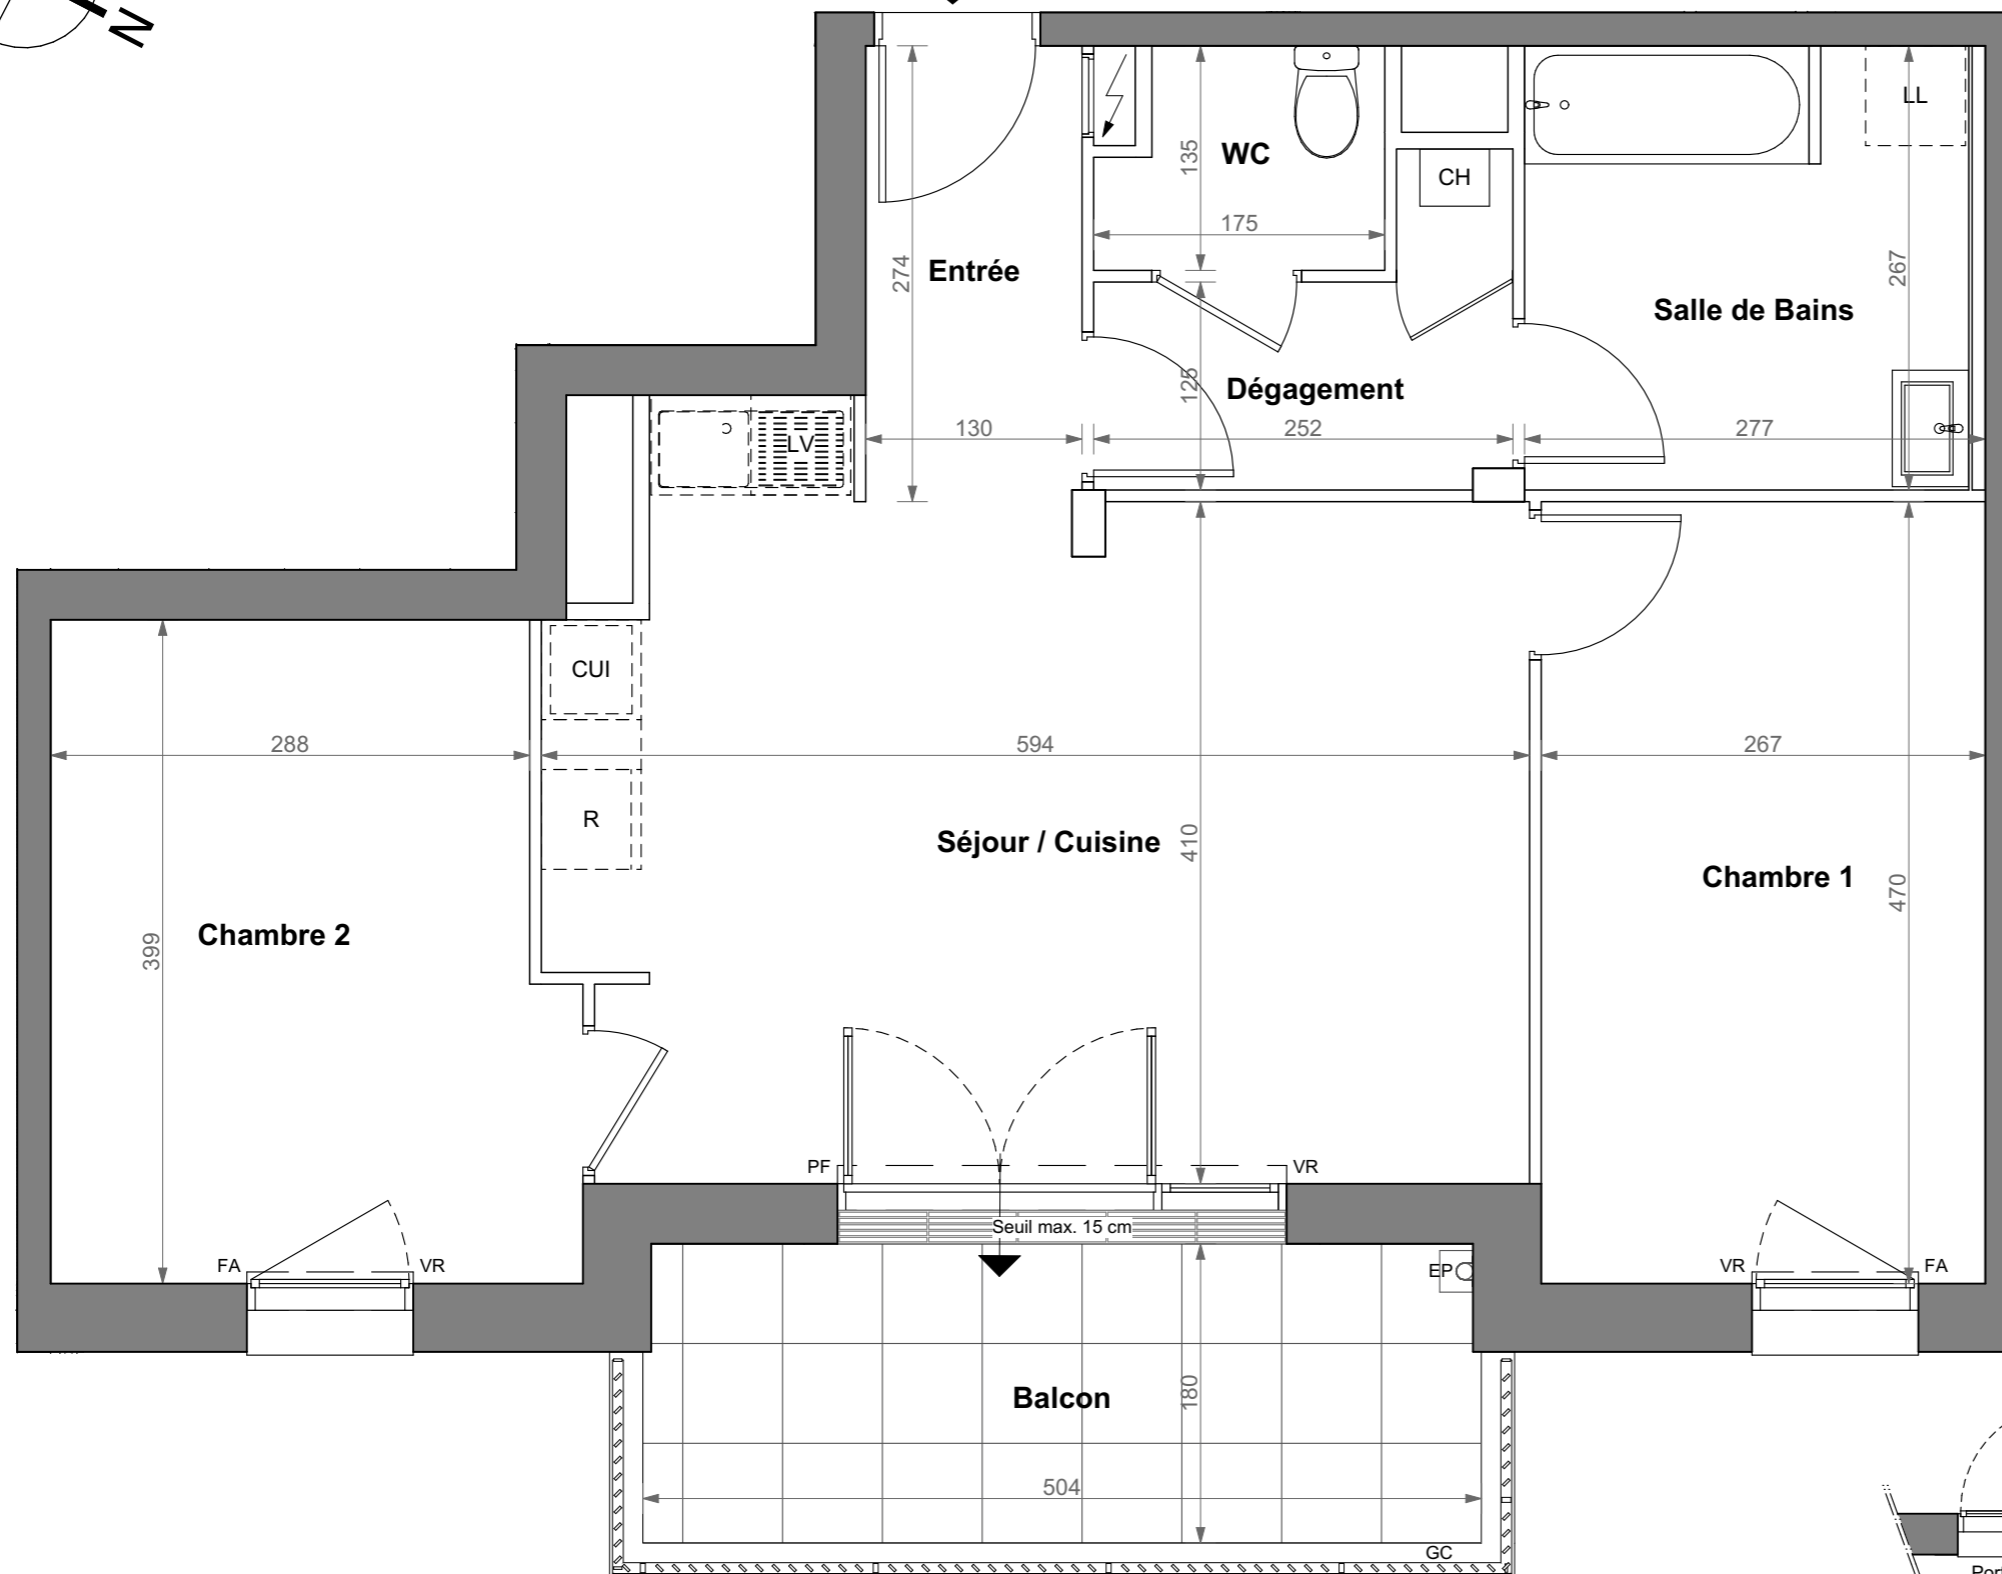 N
LL
WC
135
CH
175
274
Entrée
267
Salle de Bains
125
Dégagement
130
252
277
LV
CUI
288
594
267
R
Séjour / Cuisine
410
Chambre 1
470
Chambre 2
399
PF
VR
Seuil max. 15 cm
FA
VR
EP
VR
FA
Balcon
180
504
GC